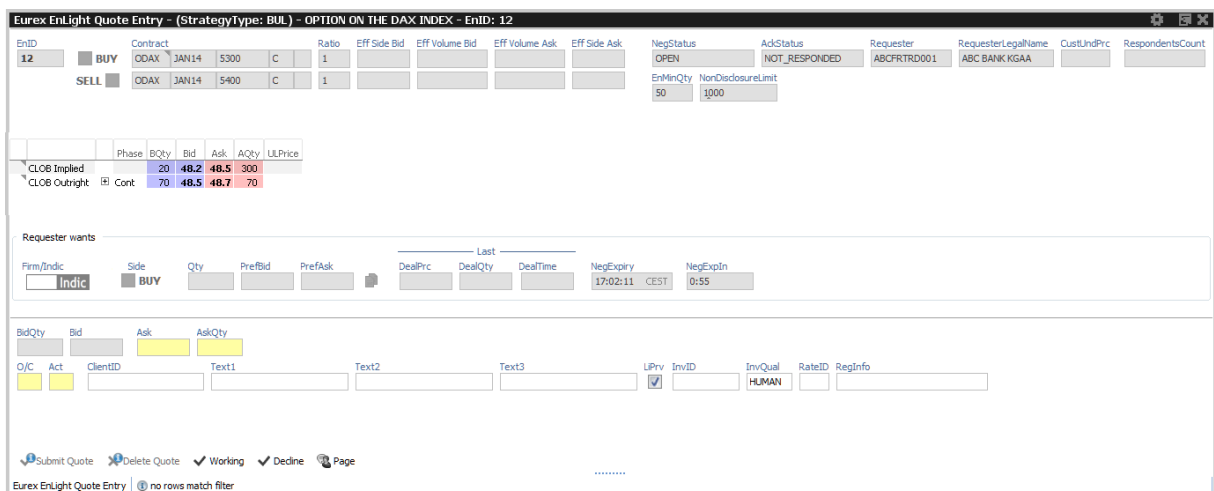 Eurex EnLight Quote Entry - (StrategyType: BUL) - OPTION ON THE DAX INDEX - EnID: 12
EnID Contract Ratio Eff Side Bid Eff Volume Bid Eff Volume Ask Eff Side Ask NegStatus AckStatus Requester RequesterLegalName CustUndPrc RespondentsCount
12 BUY ODAX JAN14 5300 C 1 OPEN NOT_RESPONDED ABCFRTRD001 ABC BANK KGAA
SELL ODAX JAN14 5400 C 1
EnMinQty NonDisclosureLimit
50 1000
Phase BQty Bid Ask AQty ULPrice
CLOB Implied 20 48.2 48.5 300
CLOB Outright Cont 70 48.5 48.7 70
Requester wants
Last
Firm/Indic Side Qty PrefBid PrefAsk DealPrc DealQty DealTime NegExpiry NegExpIn
Indic BUY 17:02:11 CEST 0:55
BidQty Bid Ask AskQty
O/C Act ClientID Text1 Text2 Text3 LiPrv InvID InvQual RateID RegInfo
HUMAN
Submit Quote Delete Quote Working Decline Page
Eurex EnLight Quote Entry no rows match filter